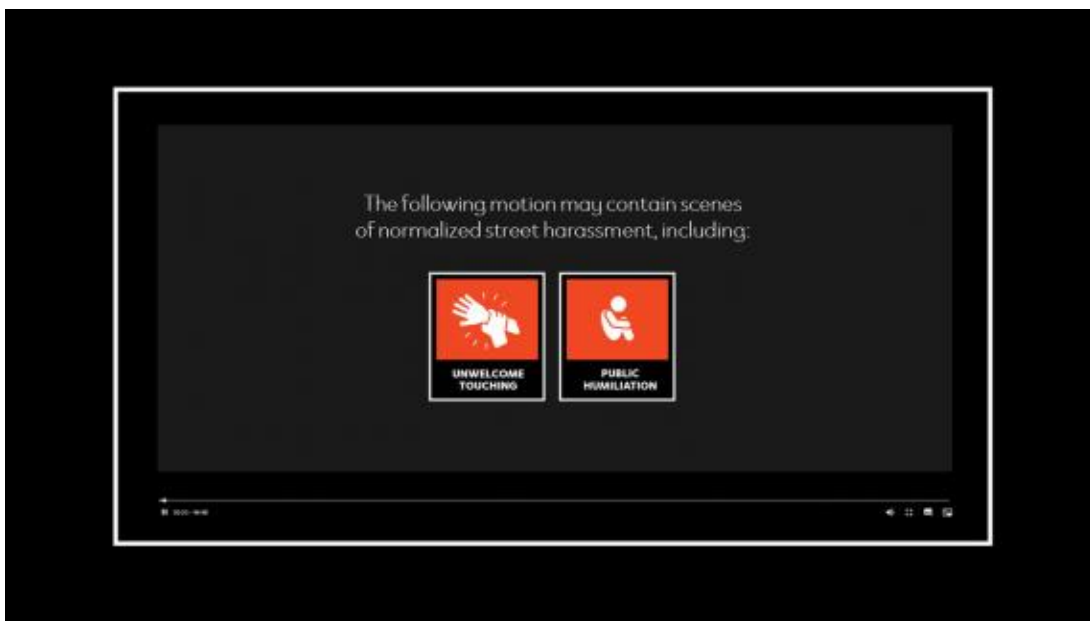 The following motion may contain scenes
of normalized street harassment, including:
UNWELCOME
TOUCHING
PUBLIC
HUMILIATION